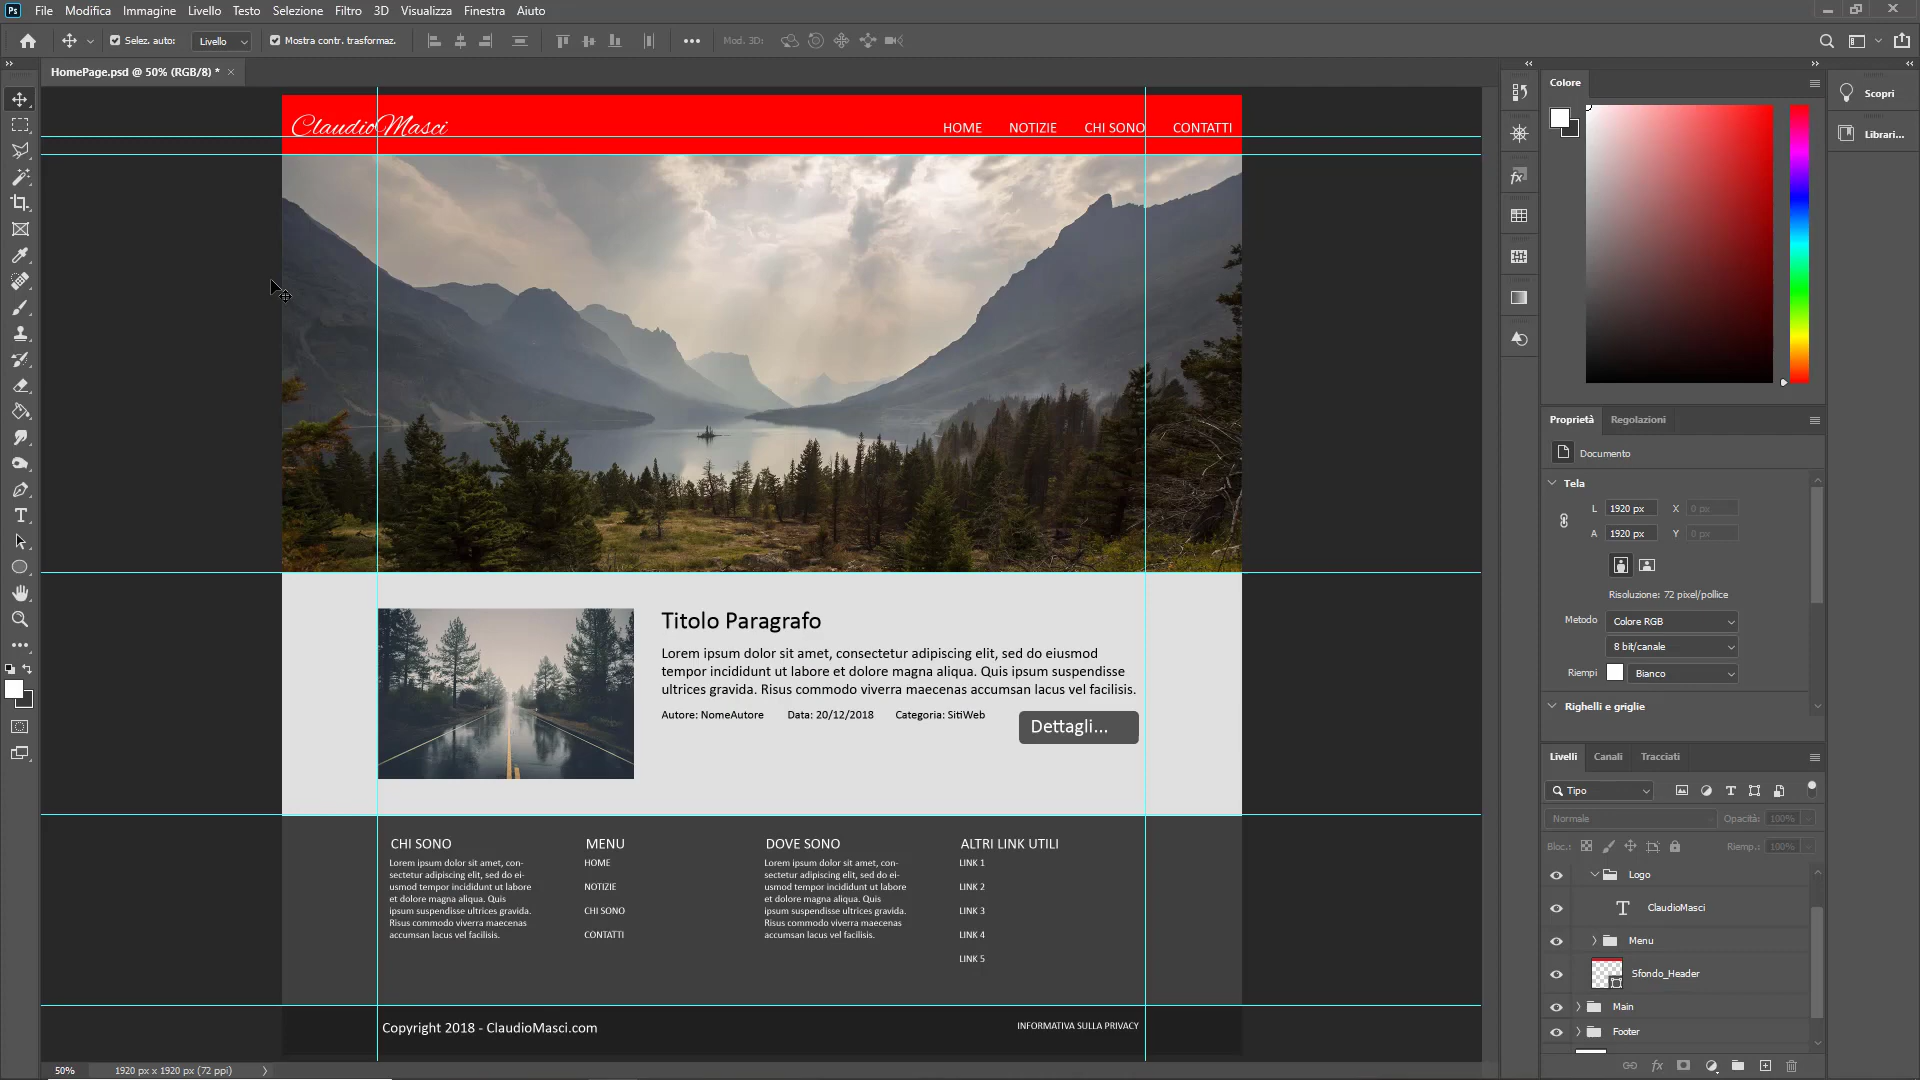 Ps File Modifica Immagine Livello Testo Selezione Filtro 3D Visualizza Finestra Aiuto
Selez. auto: Livello Mostra contr. trasformaz. Mod. 3D:
HomePage.psd @ 50% (RGB/8) *
ClaudioMasci HOME NOTIZIE CHI SONO CONTATTI
Titolo Paragrafo
Lorem ipsum dolor sit amet, consectetur adipiscing elit, sed do eiusmod
tempor incididunt ut labore et dolore magna aliqua. Quis ipsum suspendisse
ultrices gravida. Risus commodo viverra maecenas accumsan lacus vel facilisis.
Autore: NomeAutore Data: 20/12/2018 Categoria: SitiWeb
Dettagli...
CHI SONO
Lorem ipsum dolor sit amet, con-
sectetur adipiscing elit, sed do ei-
usmod tempor incididunt ut labore
et dolore magna aliqua. Quis
ipsum suspendisse ultrices gravida.
Risus commodo viverra maecenas
accumsan lacus vel facilisis.
MENU
HOME
NOTIZIE
CHI SONO
CONTATTI
DOVE SONO
Lorem ipsum dolor sit amet, con-
sectetur adipiscing elit, sed do ei-
usmod tempor incididunt ut labore
et dolore magna aliqua. Quis
ipsum suspendisse ultrices gravida.
Risus commodo viverra maecenas
accumsan lacus vel facilisis.
ALTRI LINK UTILI
LINK 1
LINK 2
LINK 3
LINK 4
LINK 5
Copyright 2018 - ClaudioMasci.com
INFORMATIVA SULLA PRIVACY
50% 1920 px x 1920 px (72 ppi)
Colore
Proprietà Regolazioni
Documento
Tela
L 1920 px X 0 px
A 1920 px Y 0 px
Risoluzione: 72 pixel/pollice
Metodo Colore RGB
8 bit/canale
Riempi Bianco
Righelli e griglie
Livelli Canali Tracciati
Tipo
Normale Opacità: 100%
Bloc.: Riemp.: 100%
Logo
ClaudioMasci
Menu
Sfondo_Header
Main
Footer
Scopri
Librari...